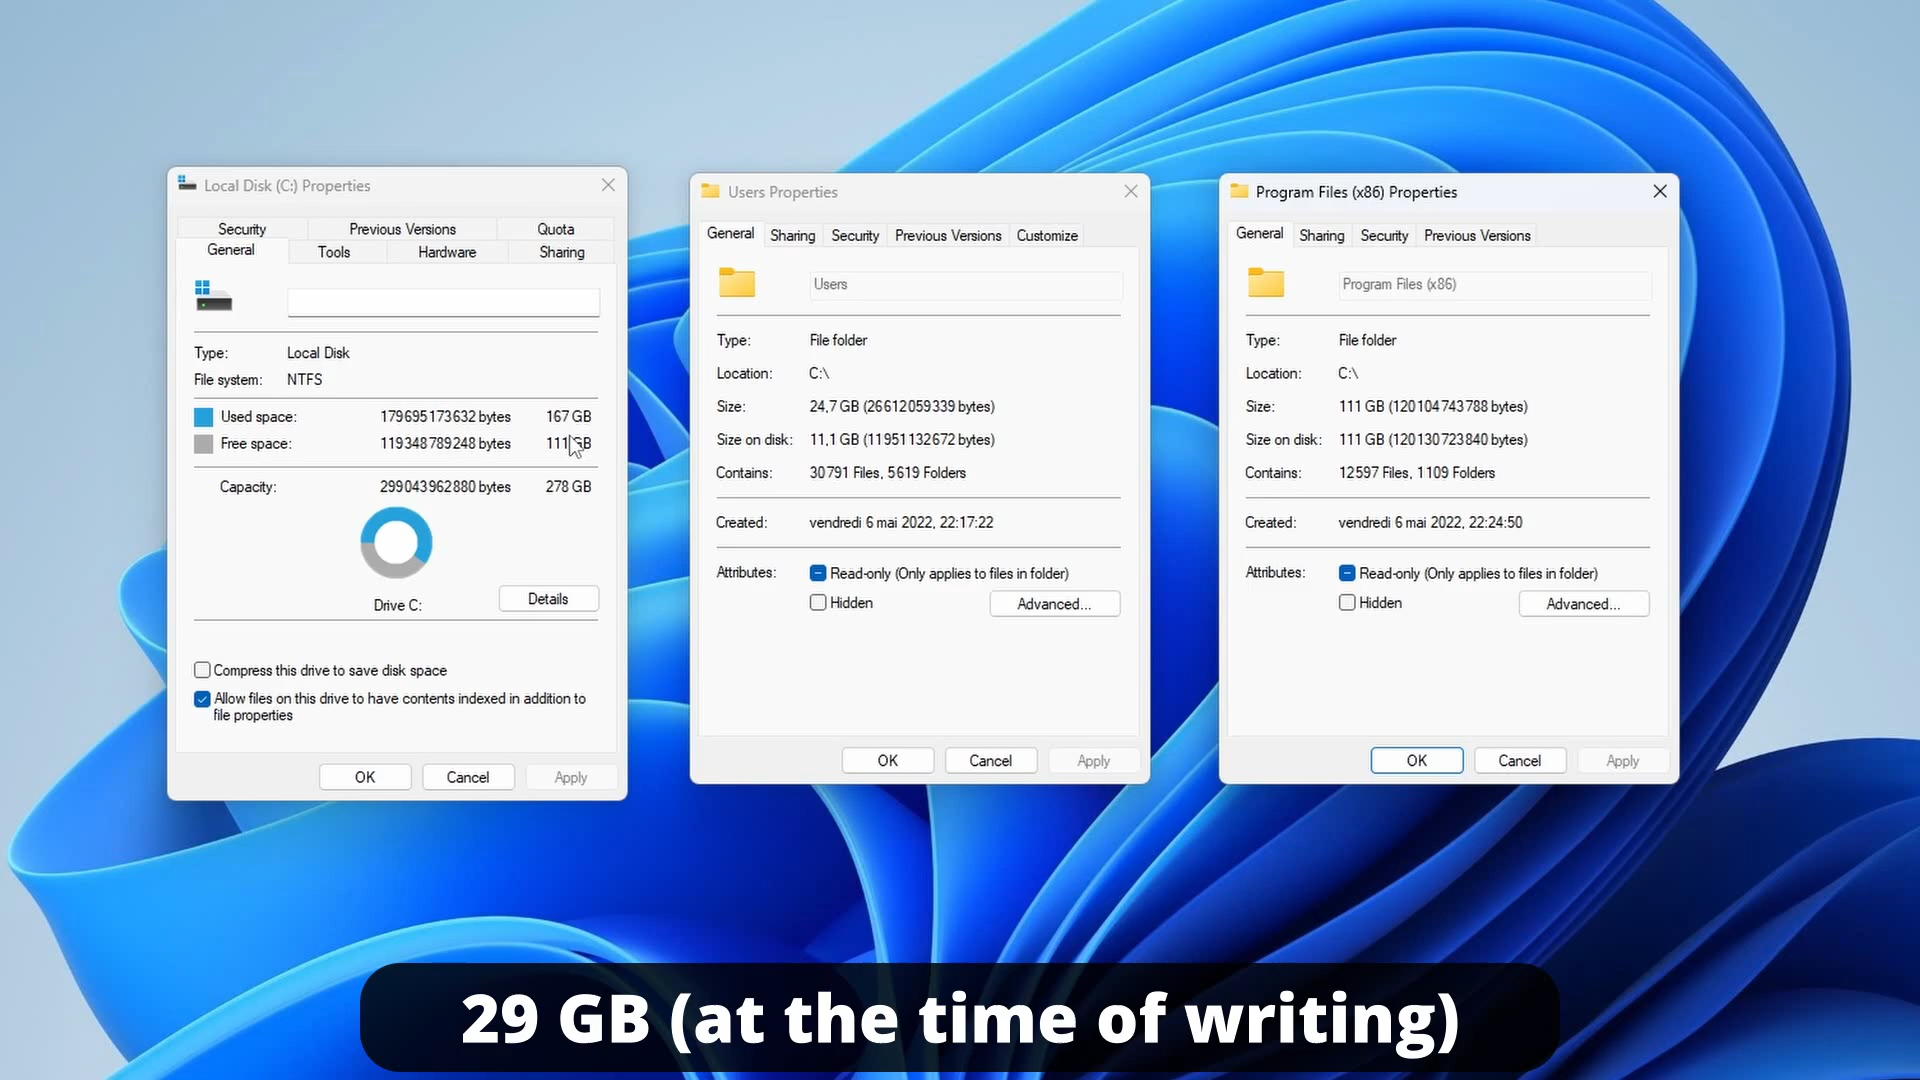 Local Disk (C:) Properties
Security
Previous Versions
Quota
General
Tools
Hardware
Sharing
Type:
Local Disk
File system:
NTFS
Used space:
179695173632 bytes
167 GB
Free space:
119348789248 bytes
111 GB
Capacity:
299043962880 bytes
278 GB
Drive C:
Details
Compress this drive to save disk space
Allow files on this drive to have contents indexed in addition to
file properties
OK
Cancel
Apply
Users Properties
General
Sharing
Security
Previous Versions
Customize
Users
Type:
File folder
Location:
C:\
Size:
24,7 GB (26612059339 bytes)
Size on disk:
11,1 GB (11951132672 bytes)
Contains:
30791 Files, 5619 Folders
Created:
vendredi 6 mai 2022, 22:17:22
Attributes:
Read-only (Only applies to files in folder)
Hidden
Advanced...
OK
Cancel
Apply
Program Files (x86) Properties
General
Sharing
Security
Previous Versions
Program Files (x86)
Type:
File folder
Location:
C:\
Size:
111 GB (120104743788 bytes)
Size on disk:
111 GB (120130723840 bytes)
Contains:
12597 Files, 1109 Folders
Created:
vendredi 6 mai 2022, 22:24:50
Attributes:
Read-only (Only applies to files in folder)
Hidden
Advanced...
OK
Cancel
Apply
29 GB (at the time of writing)